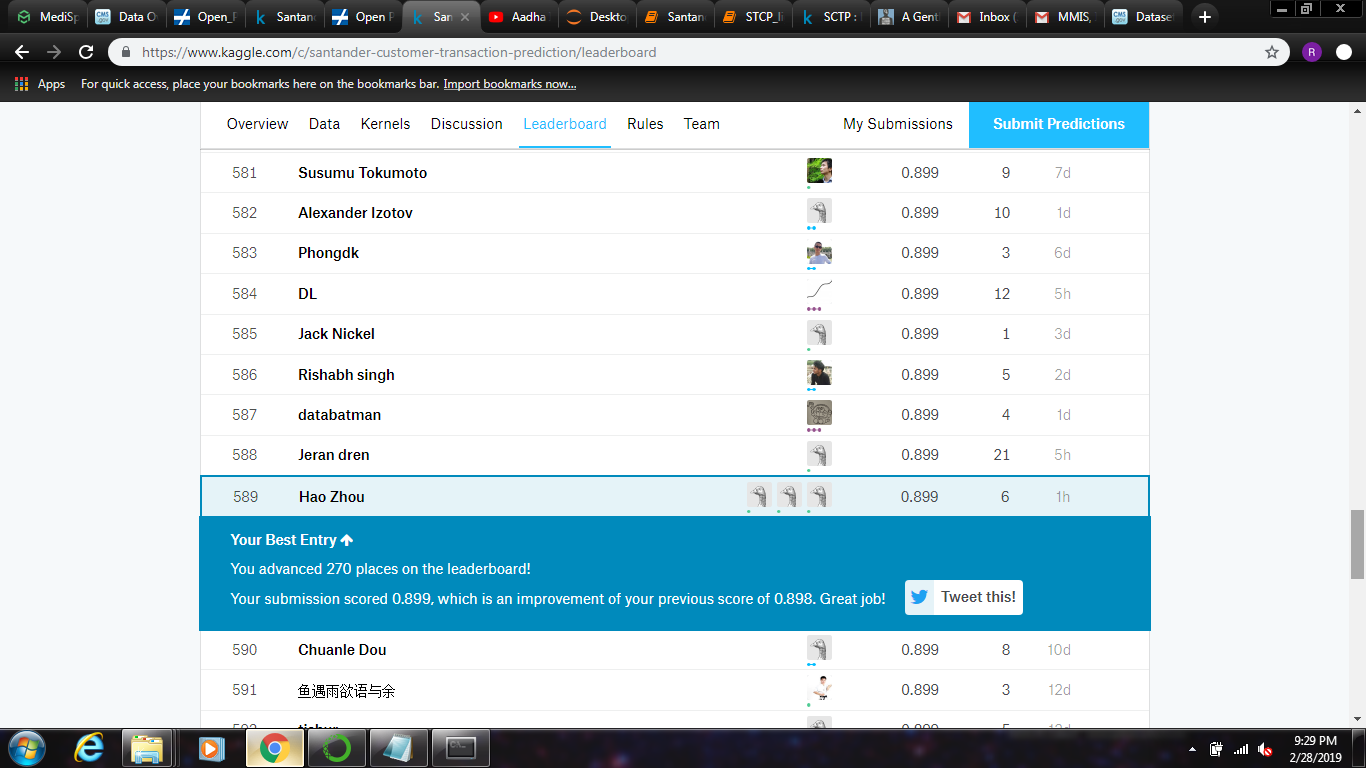 MediSp Data O Open_F Santan Open F San Aadha Deskto Santan STCP_li SCTP : A Gent Inbox ( MMIS, Datase
https://www.kaggle.com/c/santander-customer-transaction-prediction/leaderboard R
Apps For quick access, place your bookmarks here on the bookmarks bar. Import bookmarks now...
Overview Data Kernels Discussion Leaderboard Rules Team My Submissions Submit Predictions
581 Susumu Tokumoto 0.899 9 7d
582 Alexander Izotov 0.899 10 1d
583 Phongdk 0.899 3 6d
584 DL 0.899 12 5h
585 Jack Nickel 0.899 1 3d
586 Rishabh singh 0.899 5 2d
587 databatman 0.899 4 1d
588 Jeran dren 0.899 21 5h
589 Hao Zhou 0.899 6 1h
Your Best Entry
You advanced 270 places on the leaderboard!
Your submission scored 0.899, which is an improvement of your previous score of 0.898. Great job! Tweet this!
590 Chuanle Dou 0.899 8 10d
591 鱼遇雨欲语与余 0.899 3 12d
9:29 PM
2/28/2019